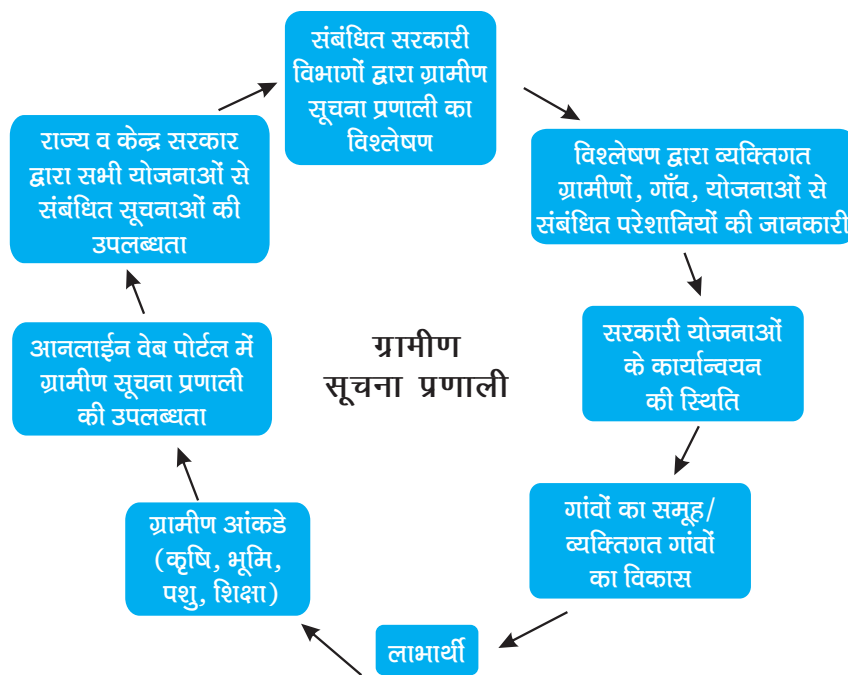 संबंधित सरकारी
विभागों द्वारा ग्रामीण
सूचना प्रणाली का
विश्लेषण
विश्लेषण द्वारा व्यक्तिगत
ग्रामीणों, गाँव, योजनाओं से
संबंधित परेशानियों की जानकारी
सरकारी योजनाओं
के कार्यान्वयन
की स्थिति
गांवों का समूह/
व्यक्तिगत गांवों
का विकास
लाभार्थी
ग्रामीण आंकडे
(कृषि, भूमि,
पशु, शिक्षा)
आनलाईन वेब पोर्टल में
ग्रामीण सूचना प्रणाली
की उपलब्धता
राज्य व केन्द्र सरकार
द्वारा सभी योजनाओं से
संबंधित सूचनाओं की
उपलब्धता
ग्रामीण
सूचना प्रणाली